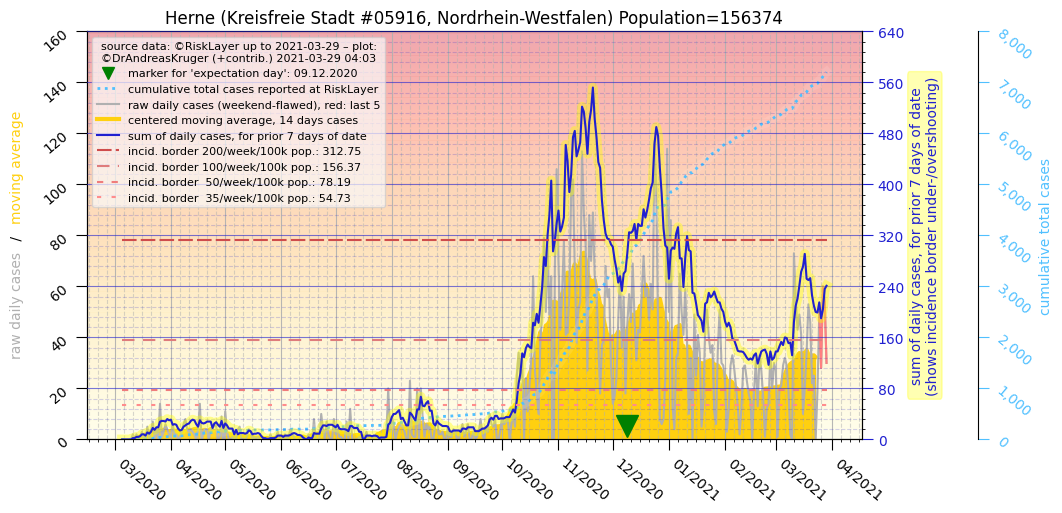 Herne (Kreisfreie Stadt #05916, Nordrhein-Westfalen) Population=156374
source data: ©RiskLayer up to 2021-03-29 – plot:
©DrAndreasKruger (+contrib.) 2021-03-29 04:03
marker for 'expectation day': 09.12.2020
cumulative total cases reported at RiskLayer
raw daily cases (weekend-flawed), red: last 5
centered moving average, 14 days cases
sum of daily cases, for prior 7 days of date
incid. border 200/week/100k pop.: 312.75
incid. border 100/week/100k pop.: 156.37
incid. border  50/week/100k pop.: 78.19
incid. border  35/week/100k pop.: 54.73
raw daily cases  /  moving average
160
140
120
100
80
60
40
20
0
640
560
480
400
320
240
160
80
0
sum of daily cases, for prior 7 days of date
(shows incidence border under-/overshooting)
8,000
7,000
6,000
5,000
4,000
3,000
2,000
1,000
0
cumulative total cases
03/2020
04/2020
05/2020
06/2020
07/2020
08/2020
09/2020
10/2020
11/2020
12/2020
01/2021
02/2021
03/2021
04/2021